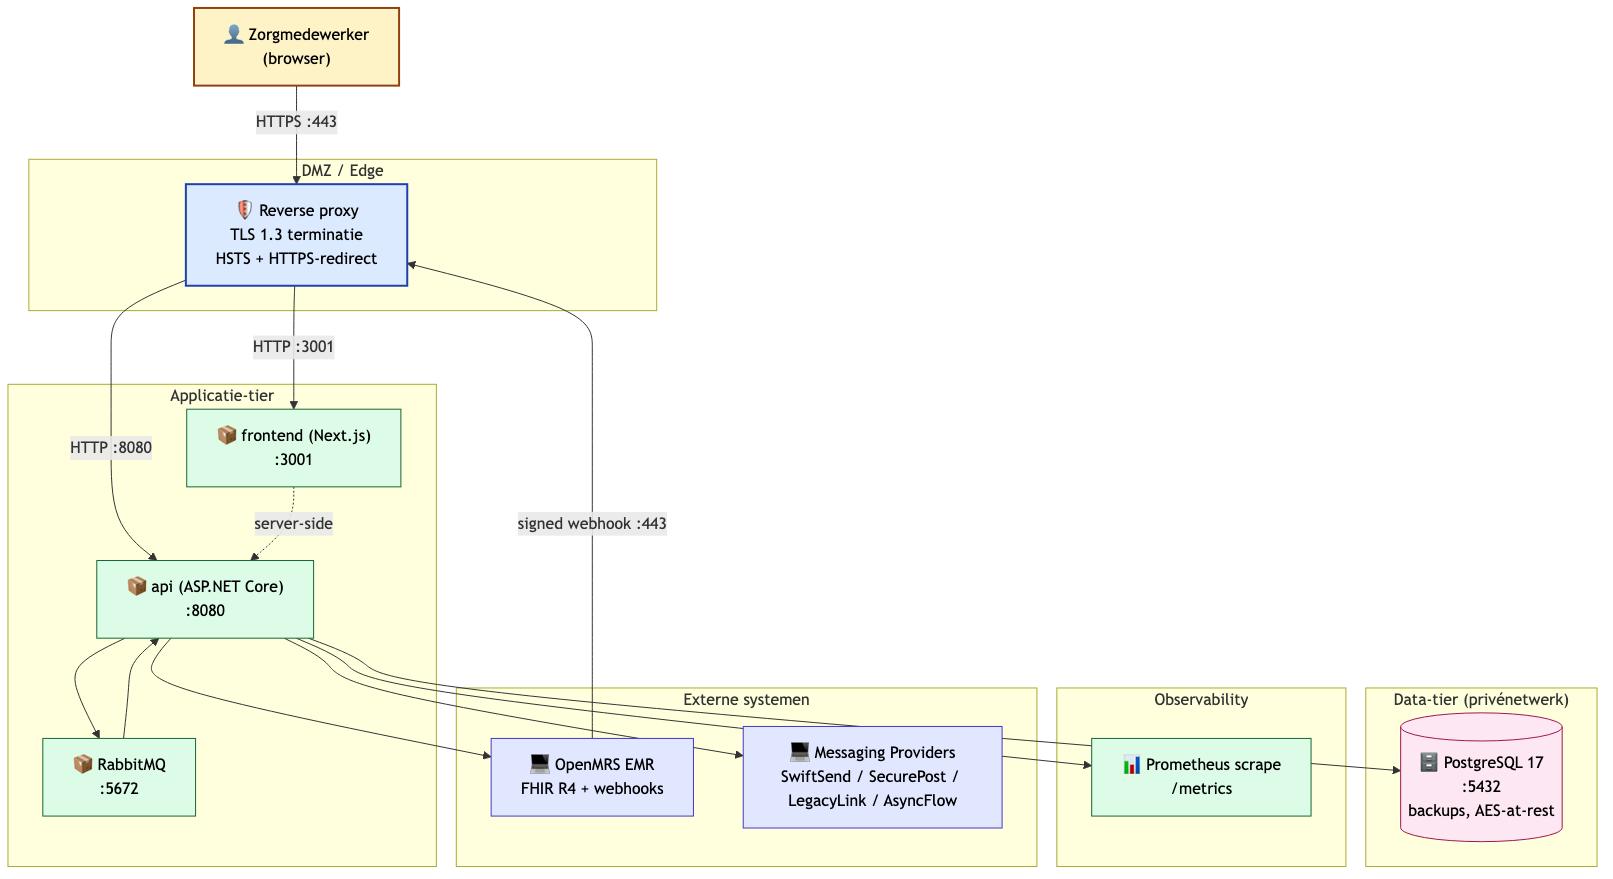 Zorgmedewerker
(browser)
HTTPS :443
DMZ / Edge
Reverse proxy
TLS 1.3 terminatie
HSTS + HTTPS-redirect
HTTP :3001
Applicatie-tier
frontend (Next.js)
:3001
HTTP :8080
server-side
signed webhook :443
api (ASP.NET Core)
:8080
RabbitMQ
:5672
Externe systemen
OpenMRS EMR
FHIR R4 + webhooks
Messaging Providers
SwiftSend / SecurePost /
LegacyLink / AsyncFlow
Observability
Prometheus scrape
/metrics
Data-tier (privénetwerk)
PostgreSQL 17
:5432
backups, AES-at-rest